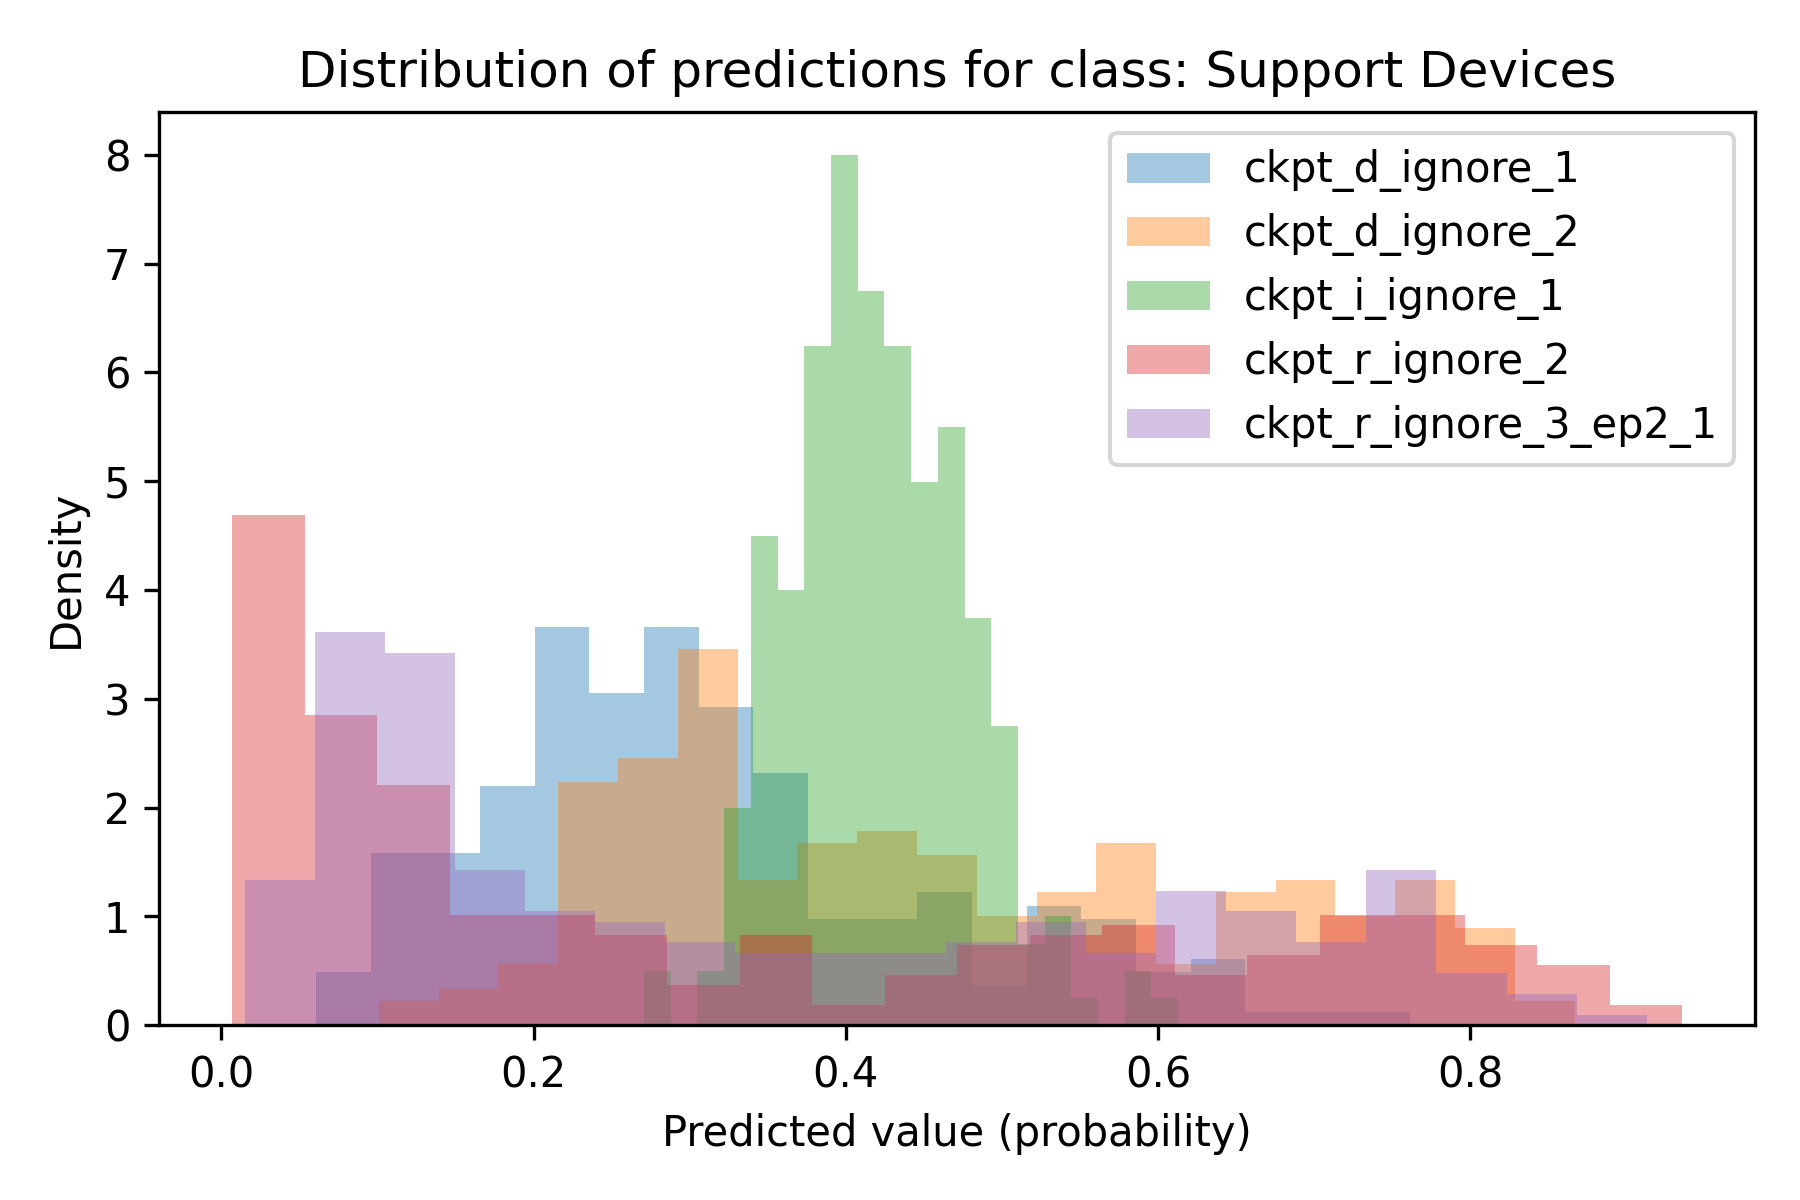 Distribution of predictions for class: Support Devices
8
7
6
5
4
3
2
1
0
Density
ckpt_d_ignore_1
ckpt_d_ignore_2
ckpt_i_ignore_1
ckpt_r_ignore_2
ckpt_r_ignore_3_ep2_1
0.0 0.2 0.4 0.6 0.8
Predicted value (probability)